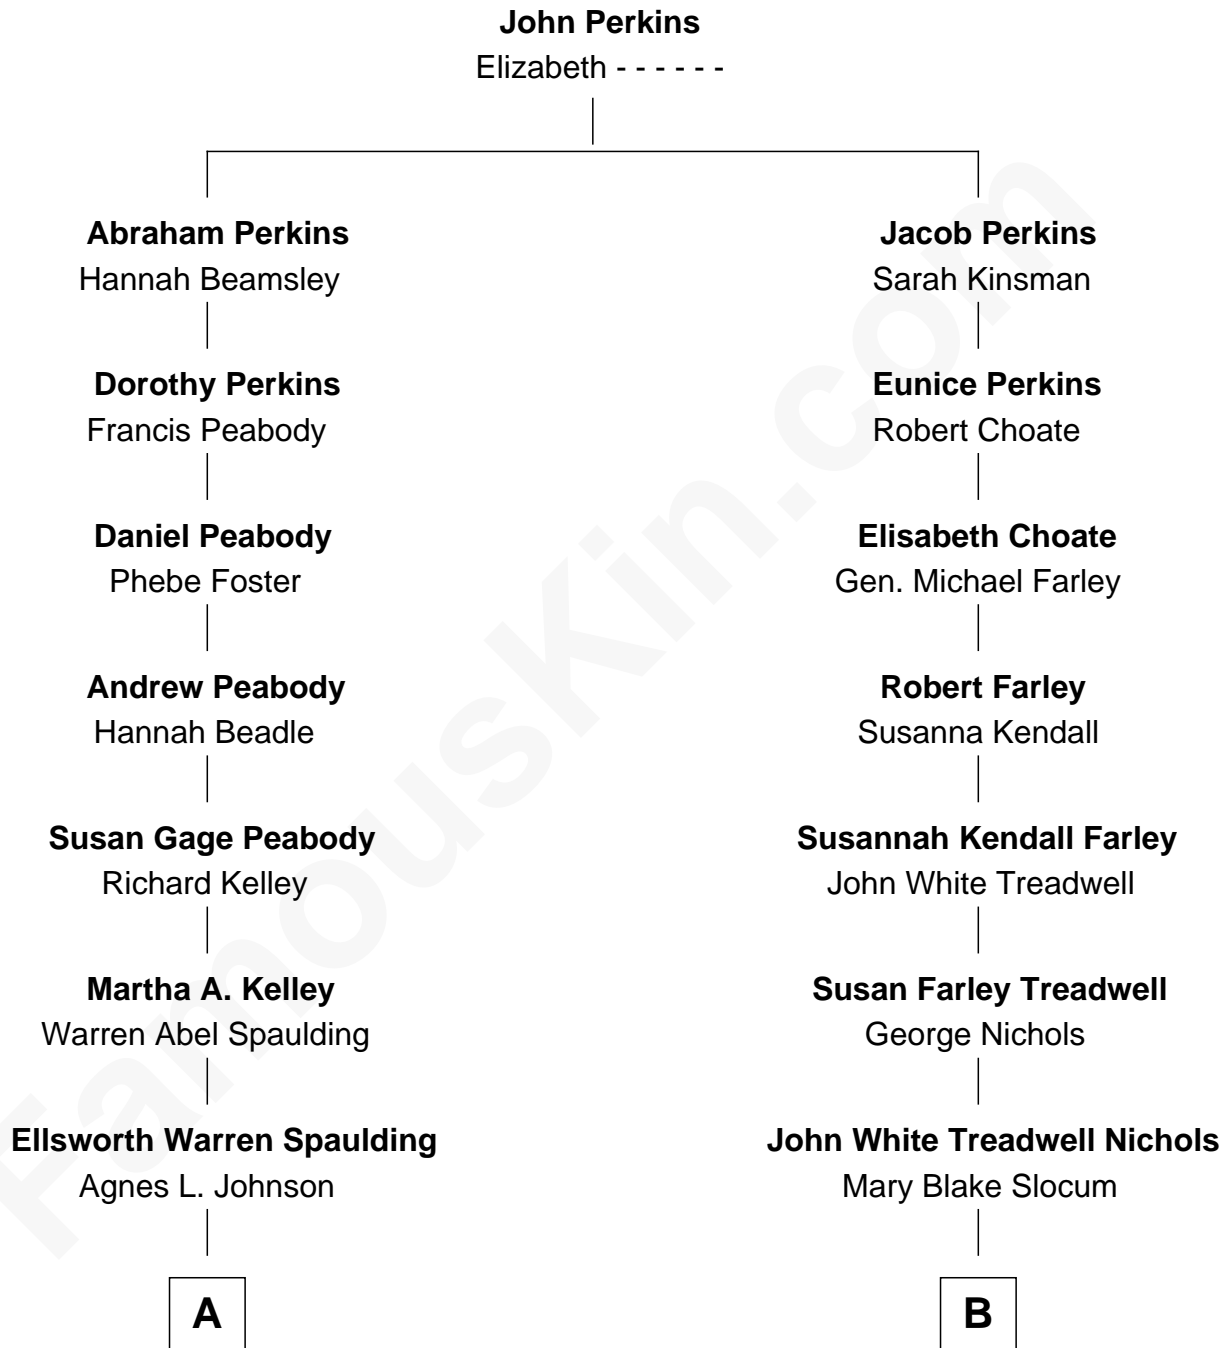 John Perkins
Elizabeth - - - - - -
Abraham Perkins
Hannah Beamsley
Jacob Perkins
Sarah Kinsman
Dorothy Perkins
Francis Peabody
Eunice Perkins
Robert Choate
Daniel Peabody
Phebe Foster
Elisabeth Choate
Gen. Michael Farley
Andrew Peabody
Hannah Beadle
Robert Farley
Susanna Kendall
Susan Gage Peabody
Richard Kelley
Susannah Kendall Farley
John White Treadwell
Martha A. Kelley
Warren Abel Spaulding
Susan Farley Treadwell
George Nichols
Ellsworth Warren Spaulding
Agnes L. Johnson
John White Treadwell Nichols
Mary Blake Slocum
A
B
FamousKin.com